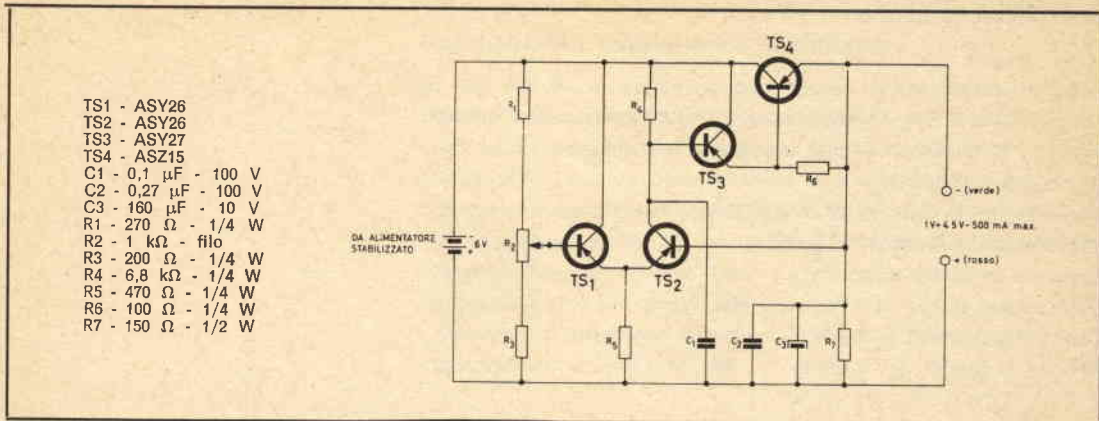 TS1 - ASY26
TS2 - ASY26
TS3 - ASY27
TS4 - ASZ15
C1 - 0,1 μF - 100 V
C2 - 0,27 μF - 100 V
C3 - 160 μF - 10 V
R1 - 270 Ω - 1/4 W
R2 - 1 kΩ - filo
R3 - 200 Ω - 1/4 W
R4 - 6,8 kΩ - 1/4 W
R5 - 470 Ω - 1/4 W
R6 - 100 Ω - 1/4 W
R7 - 150 Ω - 1/2 W
TS4
R1
R4
TS3
R6
- (verde)
DA ALIMENTATORE
STABILIZZATO
6V
- +
R2
TS1
TS2
1V÷4.5V-500 mA max.
+ (rosso)
R3
R5
C1
C2
C3
R7